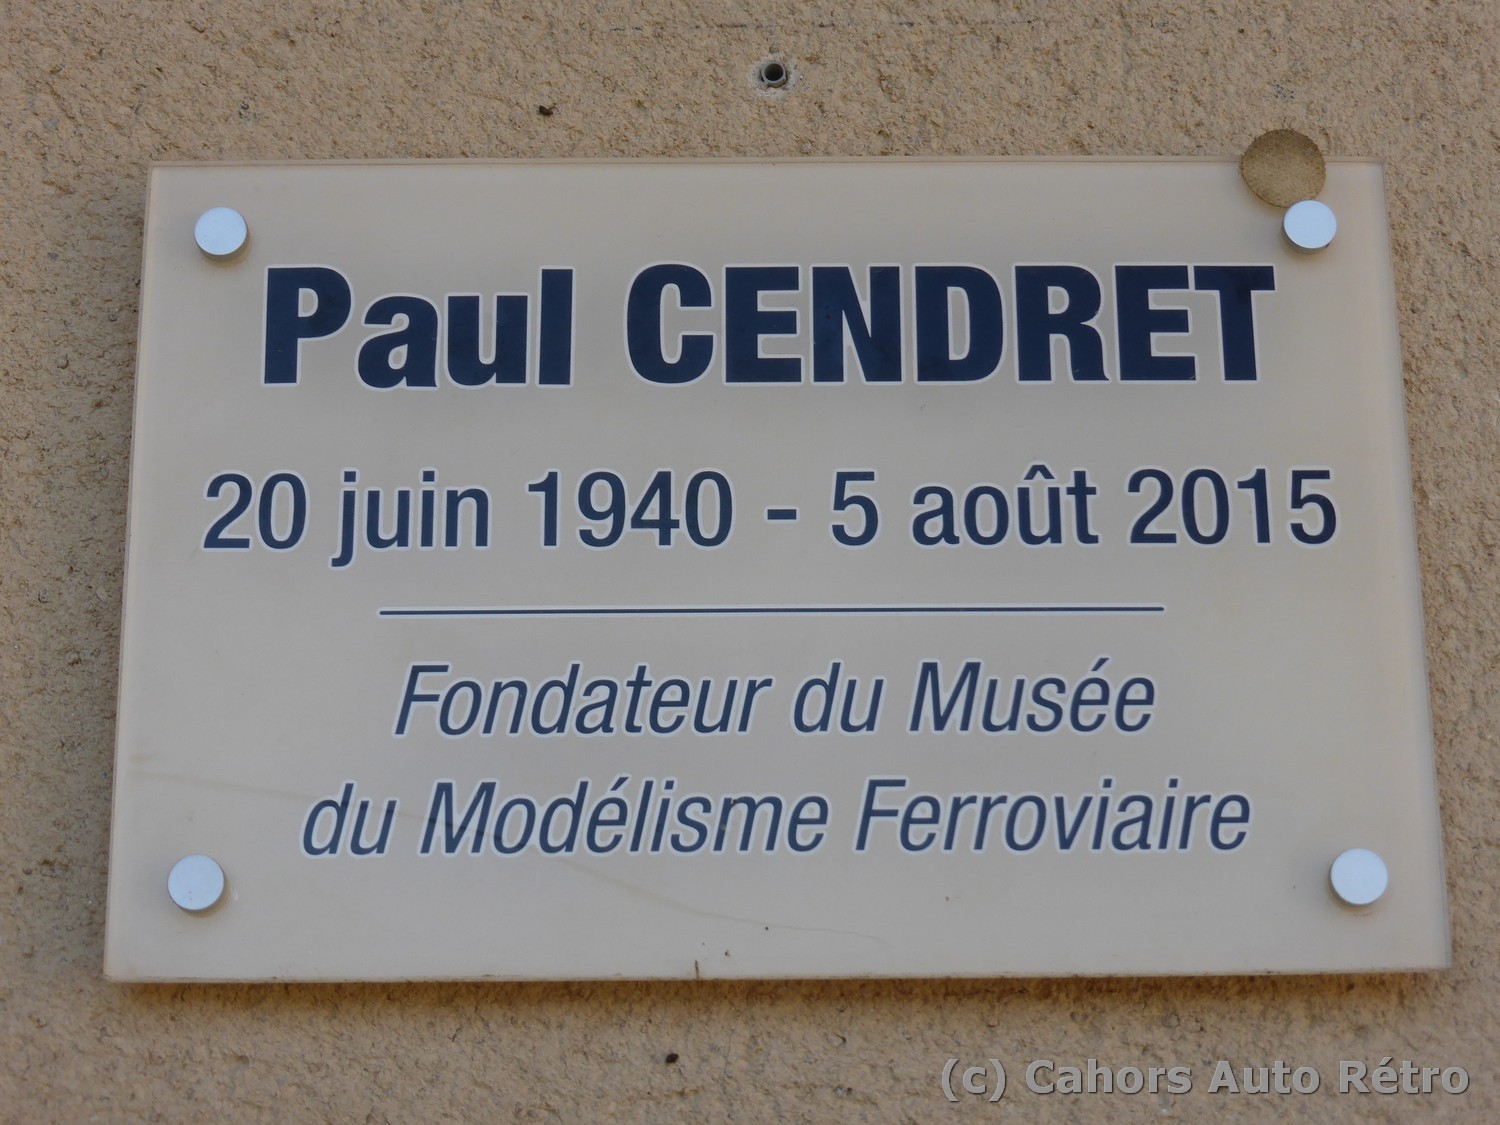 Paul CENDRET
20 juin 1940 - 5 août 2015
Fondateur du Musée
du Modélisme Ferroviaire
(c) Cahors Auto Rétro